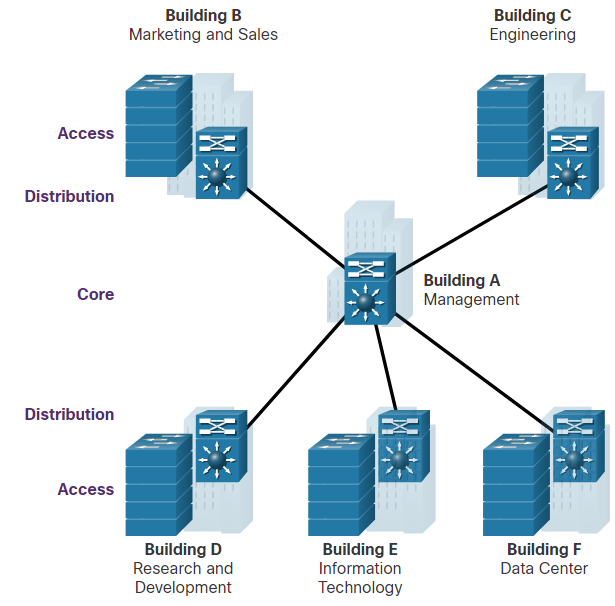 Building B
Marketing and Sales
Building C
Engineering
Access
Distribution
Core
Building A
Management
Distribution
Access
Building D
Research and
Development
Building E
Information
Technology
Building F
Data Center